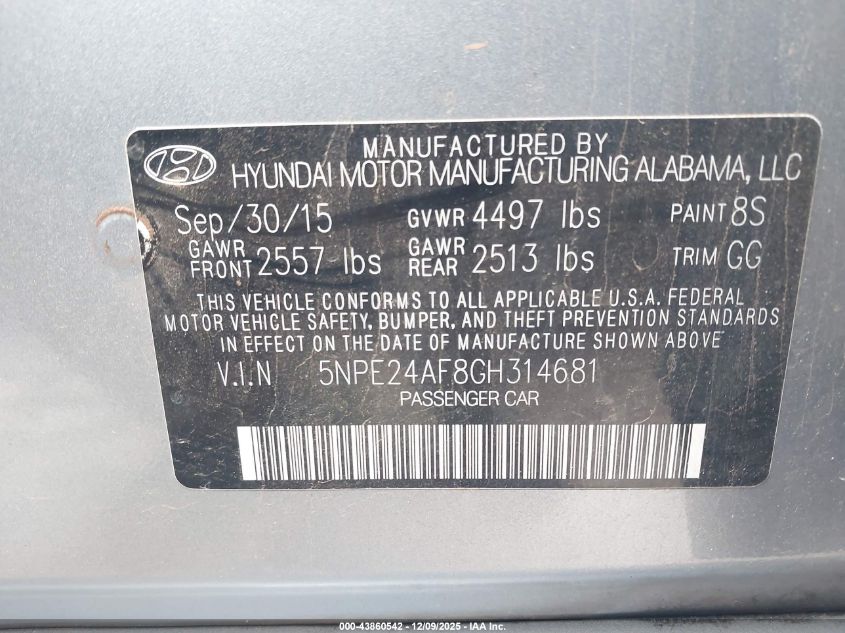 MANUFACTURED BY
HYUNDAI MOTOR MANUFACTURING ALABAMA, LLC
Sep/30/15 GVWR 4497 lbs PAINT 8S
GAWR FRONT 2557 lbs GAWR REAR 2513 lbs TRIM GG
THIS VEHICLE CONFORMS TO ALL APPLICABLE U.S.A. FEDERAL
MOTOR VEHICLE SAFETY, BUMPER, AND THEFT PREVENTION STANDARDS
IN EFFECT ON THE DATE OF MANUFACTURE SHOWN ABOVE
V.I.N 5NPE24AF8GH314681
PASSENGER CAR
000-43860542 - 12/09/2025 - IAA Inc.